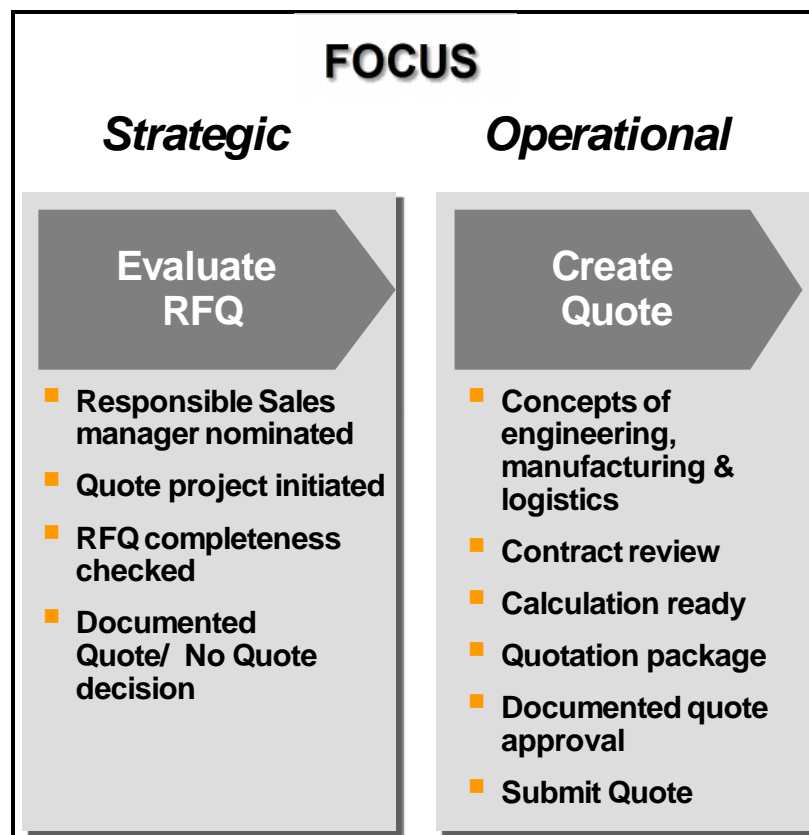 FOCUS
Strategic
Evaluate
RFQ
Responsible Sales
manager nominated
Quote project initiated
RFQ completeness
checked
Documented
Quote/ No Quote
decision
Operational
Create
Quote
Concepts of
engineering,
manufacturing &
logistics
Contract review
Calculation ready
Quotation package
Documented quote
approval
Submit Quote